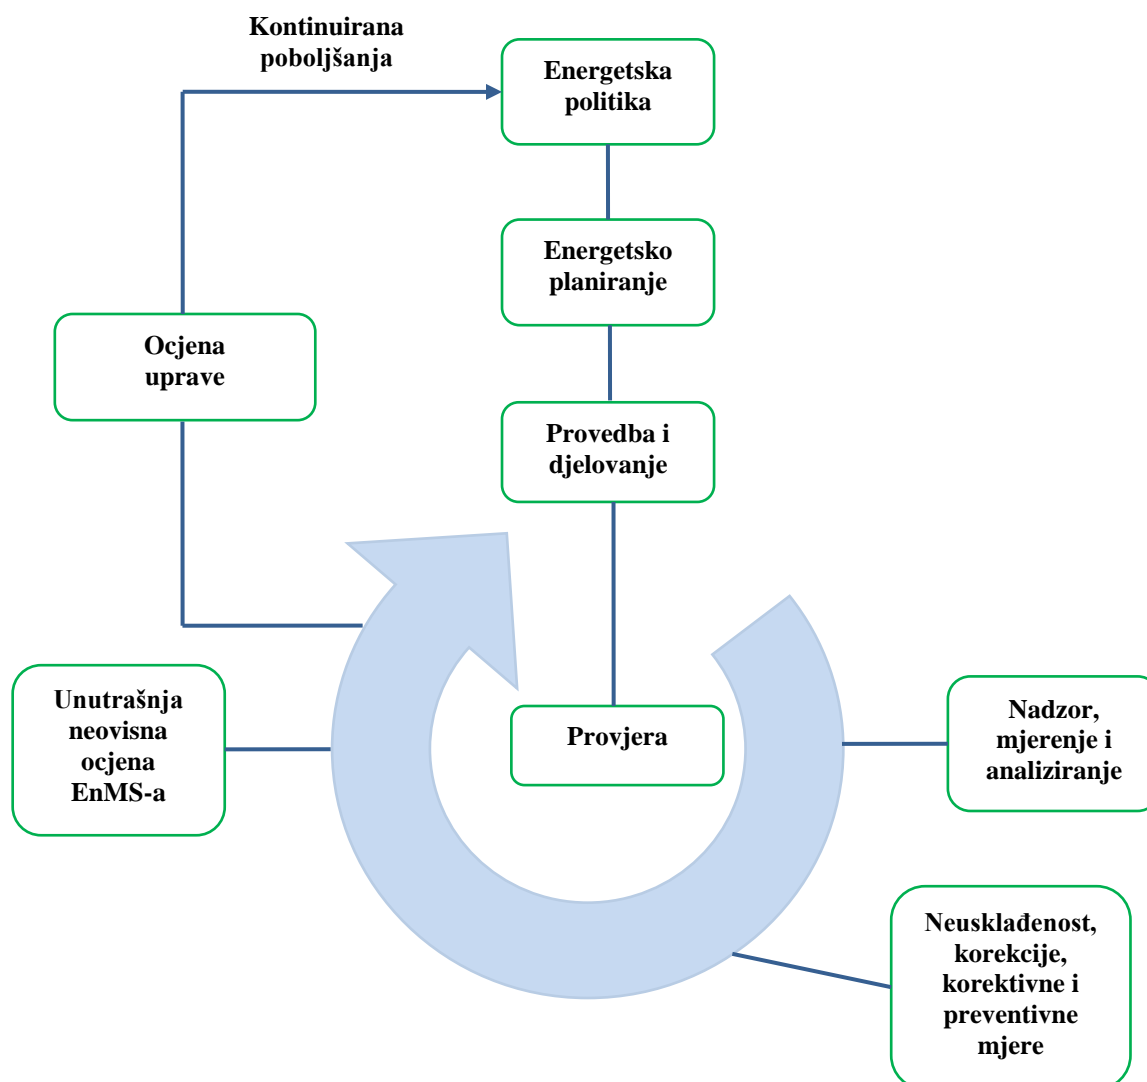 Kontinuirana
poboljšanja
Energetska
politika
Energetsko
planiranje
Ocjena
uprave
Provedba i
djelovanje
Unutrašnja
neovisna
ocjena
EnMS-a
Provjera
Nadzor,
mjerenje i
analiziranje
Neusklađenost,
korekcije,
korektivne i
preventivne
mjere